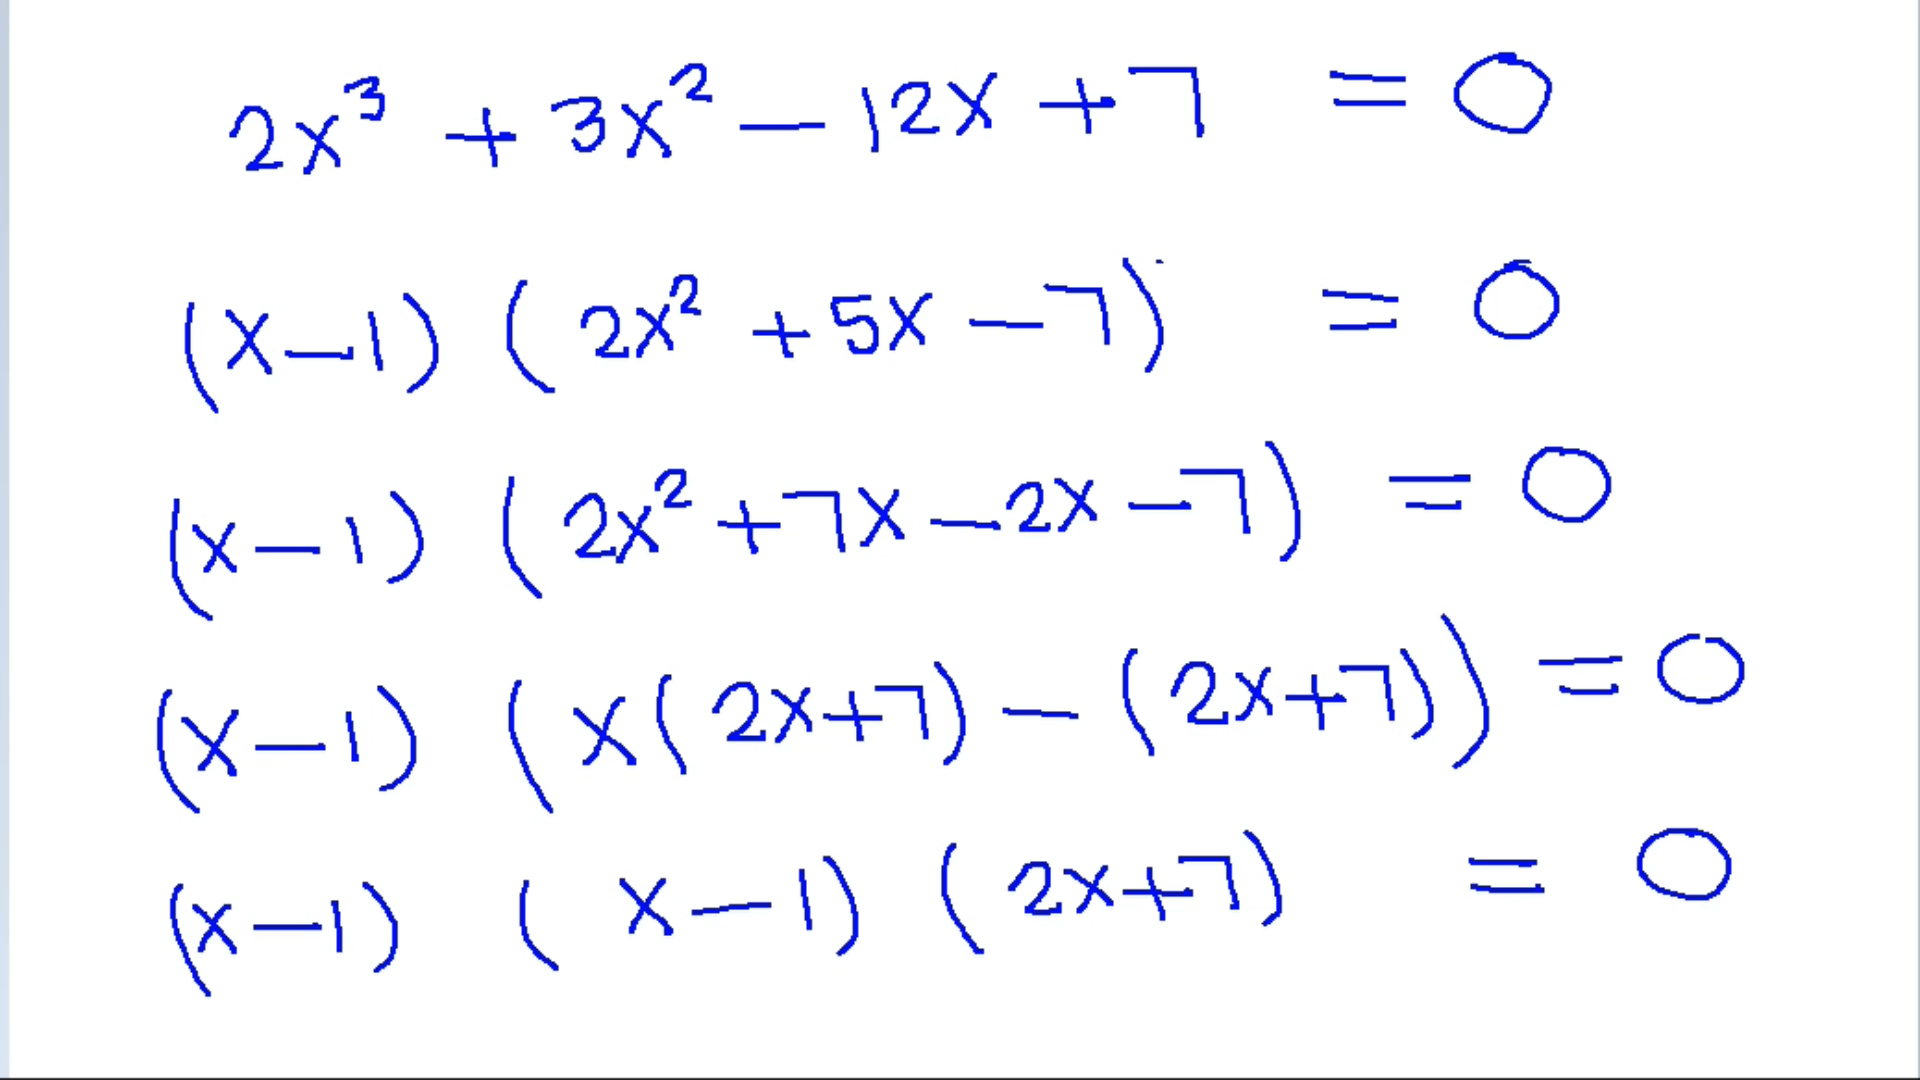 2x³ + 3x² − 12x + 7 = 0
(x−1) (2x² + 5x − 7) = 0
(x−1) (2x² + 7x − 2x − 7) = 0
(x−1) (x(2x+7) − (2x+7)) = 0
(x−1) (x−1) (2x+7) = 0